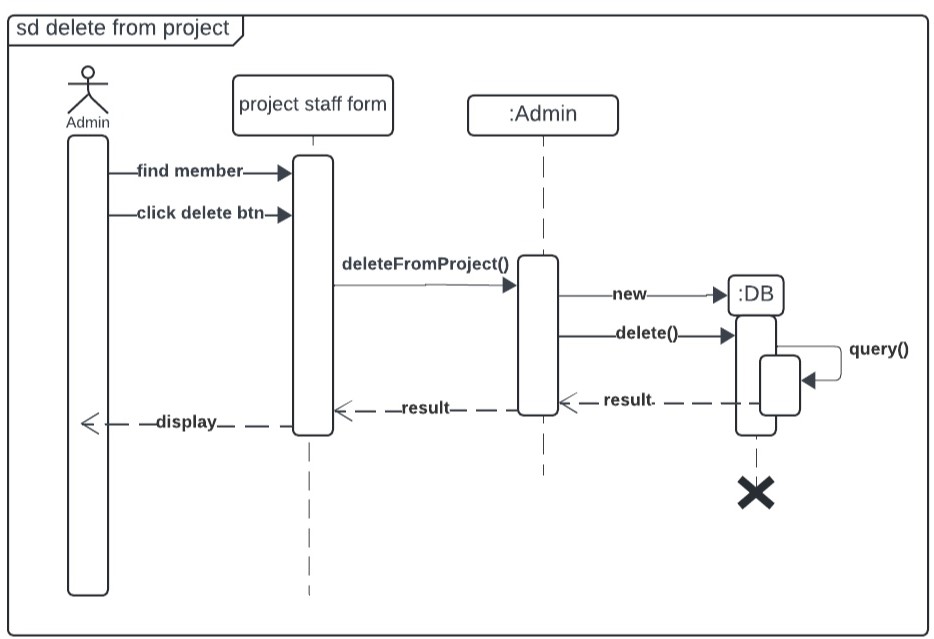 sd delete from project
Admin
project staff form
:Admin
find member
click delete btn
deleteFromProject()
new
:DB
delete()
query()
result
result
display